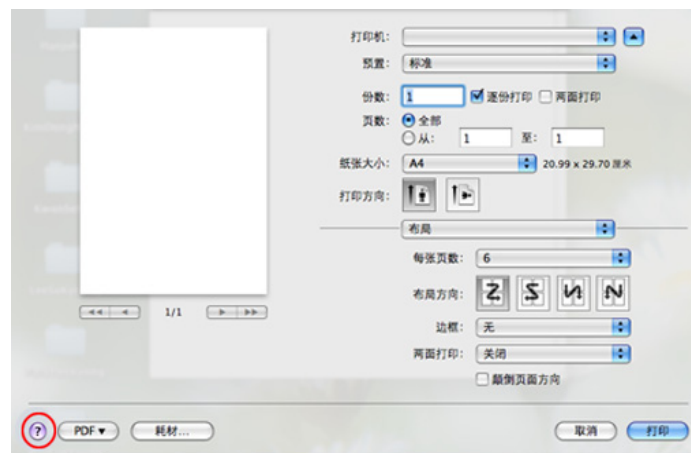 打印机:
预置: 标准
份数: 1 逐份打印 两面打印
页数: 全部
从: 1 至: 1
纸张大小: A4 20.99 x 29.70 厘米
打印方向:
布局
每张页数: 6
布局方向:
1/1
边框: 无
两面打印: 关闭
颠倒页面方向
? PDF▼ 耗材... 取消 打印